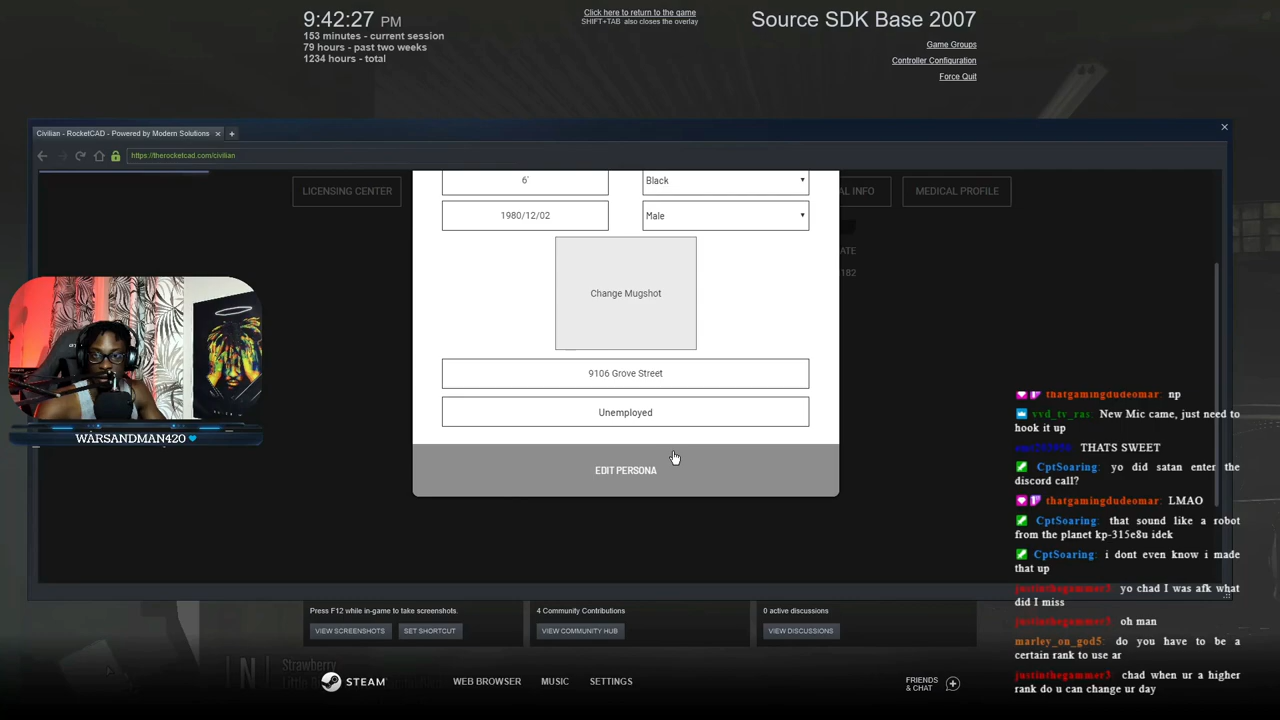 9:42:27 PM
153 minutes - current session
79 hours - past two weeks
1234 hours - total
Click here to return to the game
SHIFT+TAB also closes the overlay
Source SDK Base 2007
Game Groups
Controller Configuration
Force Quit
Civilian - RocketCAD - Powered by Modern Solutions
https://therocketcad.com/civilian
LICENSING CENTER
AL INFO
MEDICAL PROFILE
6'
Black
1980/12/02
Male
ATE
182
Change Mugshot
9106 Grove Street
Unemployed
EDIT PERSONA
WARSANDMAN420
thatgamingdudeomar: np
vvd_tv_ras: New Mic came, just need to
hook it up
THATS SWEET
CptSoaring: yo did satan enter the
discord call?
thatgamingdudeomar: LMAO
CptSoaring: that sound like a robot
from the planet kp-315e8u idek
CptSoaring: i dont even know i made
that up
justinthegammer3: yo chad I was afk what
did I miss
justinthegammer3: oh man
marley_on_god5: do you have to be a
certain rank to use ar
justinthegammer3: chad when ur a higher
rank do u can change ur day
Press F12 while in-game to take screenshots.
VIEW SCREENSHOTS
SET SHORTCUT
4 Community Contributions
VIEW COMMUNITY HUB
0 active discussions
VIEW DISCUSSIONS
N
Strawberry
STEAM
WEB BROWSER
MUSIC
SETTINGS
FRIENDS
& CHAT